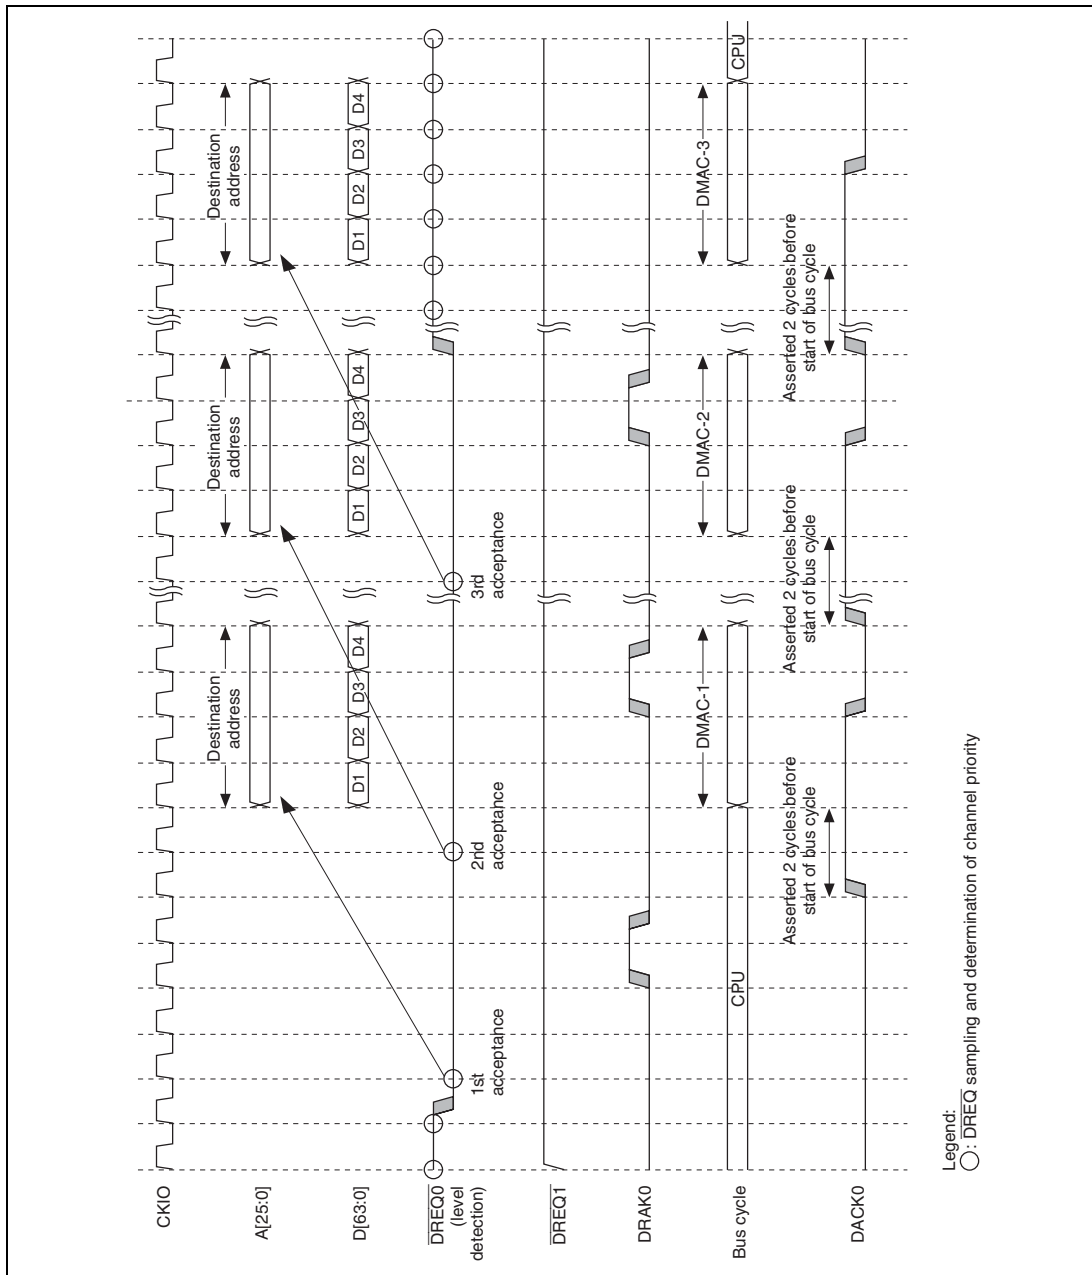 CKIO
A[25:0]
Destination
address
Destination
address
Destination
address
D[63:0]
D1 D2 D3 D4
D1 D2 D3 D4
D1 D2 D3 D4
DREQ0
(level
detection)
1st
acceptance
2nd
acceptance
3rd
acceptance
DREQ1
DRAK0
Bus cycle
CPU
DMAC-1
DMAC-2
DMAC-3
CPU
Asserted 2 cycles before
start of bus cycle
Asserted 2 cycles before
start of bus cycle
Asserted 2 cycles before
start of bus cycle
DACK0
Legend:
○: DREQ sampling and determination of channel priority